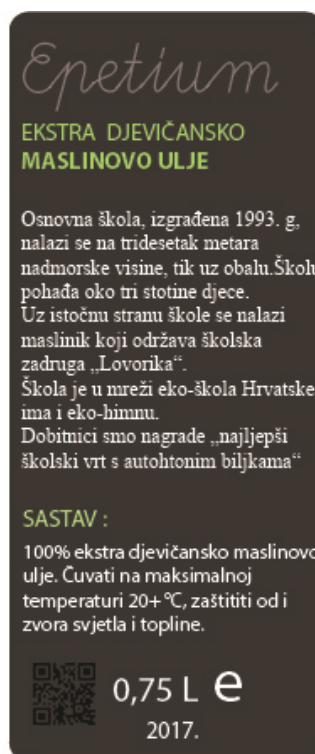 Epetium
EKSTRA DJEVIČANSKO
MASLINOVO ULJE
Osnovna škola, izgrađena 1993. g,
nalazi se na tridesetak metara
nadmorske visine, tik uz obalu.Školu
pohađa oko tri stotine djece.
Uz istočnu stranu škole se nalazi
maslinik koji održava školska
zadruga „Lovorika“.
Škola je u mreži eko-škola Hrvatske
ima i eko-himnu.
Dobitnici smo nagrade „najljepši
školski vrt s autohtonim biljkama“
SASTAV :
100% ekstra djevičansko maslinovo
ulje. Čuvati na maksimalnoj
temperaturi 20+ °C, zaštititi od i
zvora svjetla i topline.
0,75 L e
2017.